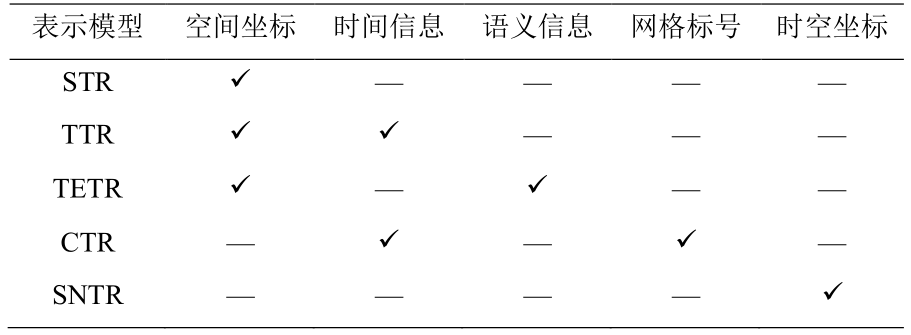 表示模型 空间坐标 时间信息 语义信息 网格标号 时空坐标
STR ✓ — — — —
TTR ✓ ✓ — — —
TETR ✓ — ✓ — —
CTR — ✓ — ✓ —
SNTR — — — — ✓